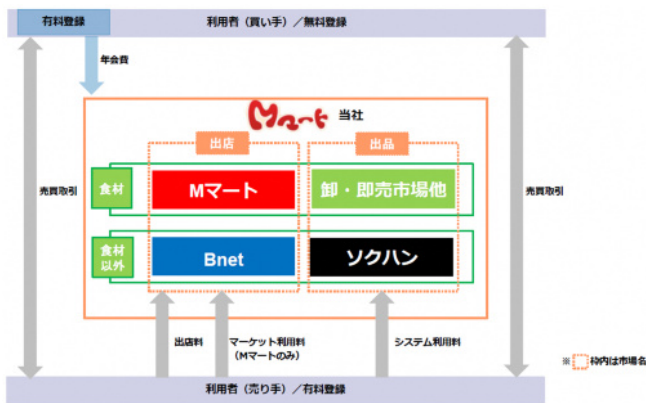 有料登録
利用者（買い手）／無料登録
年会費
Mマート 当社
出店
出品
食材
Mマート
卸・即売市場他
売買取引
売買取引
食材
以外
Bnet
ソクハン
出店料
マーケット利用料
（Mマートのみ）
システム利用料
※ 枠内は市場名
利用者（売り手）／有料登録